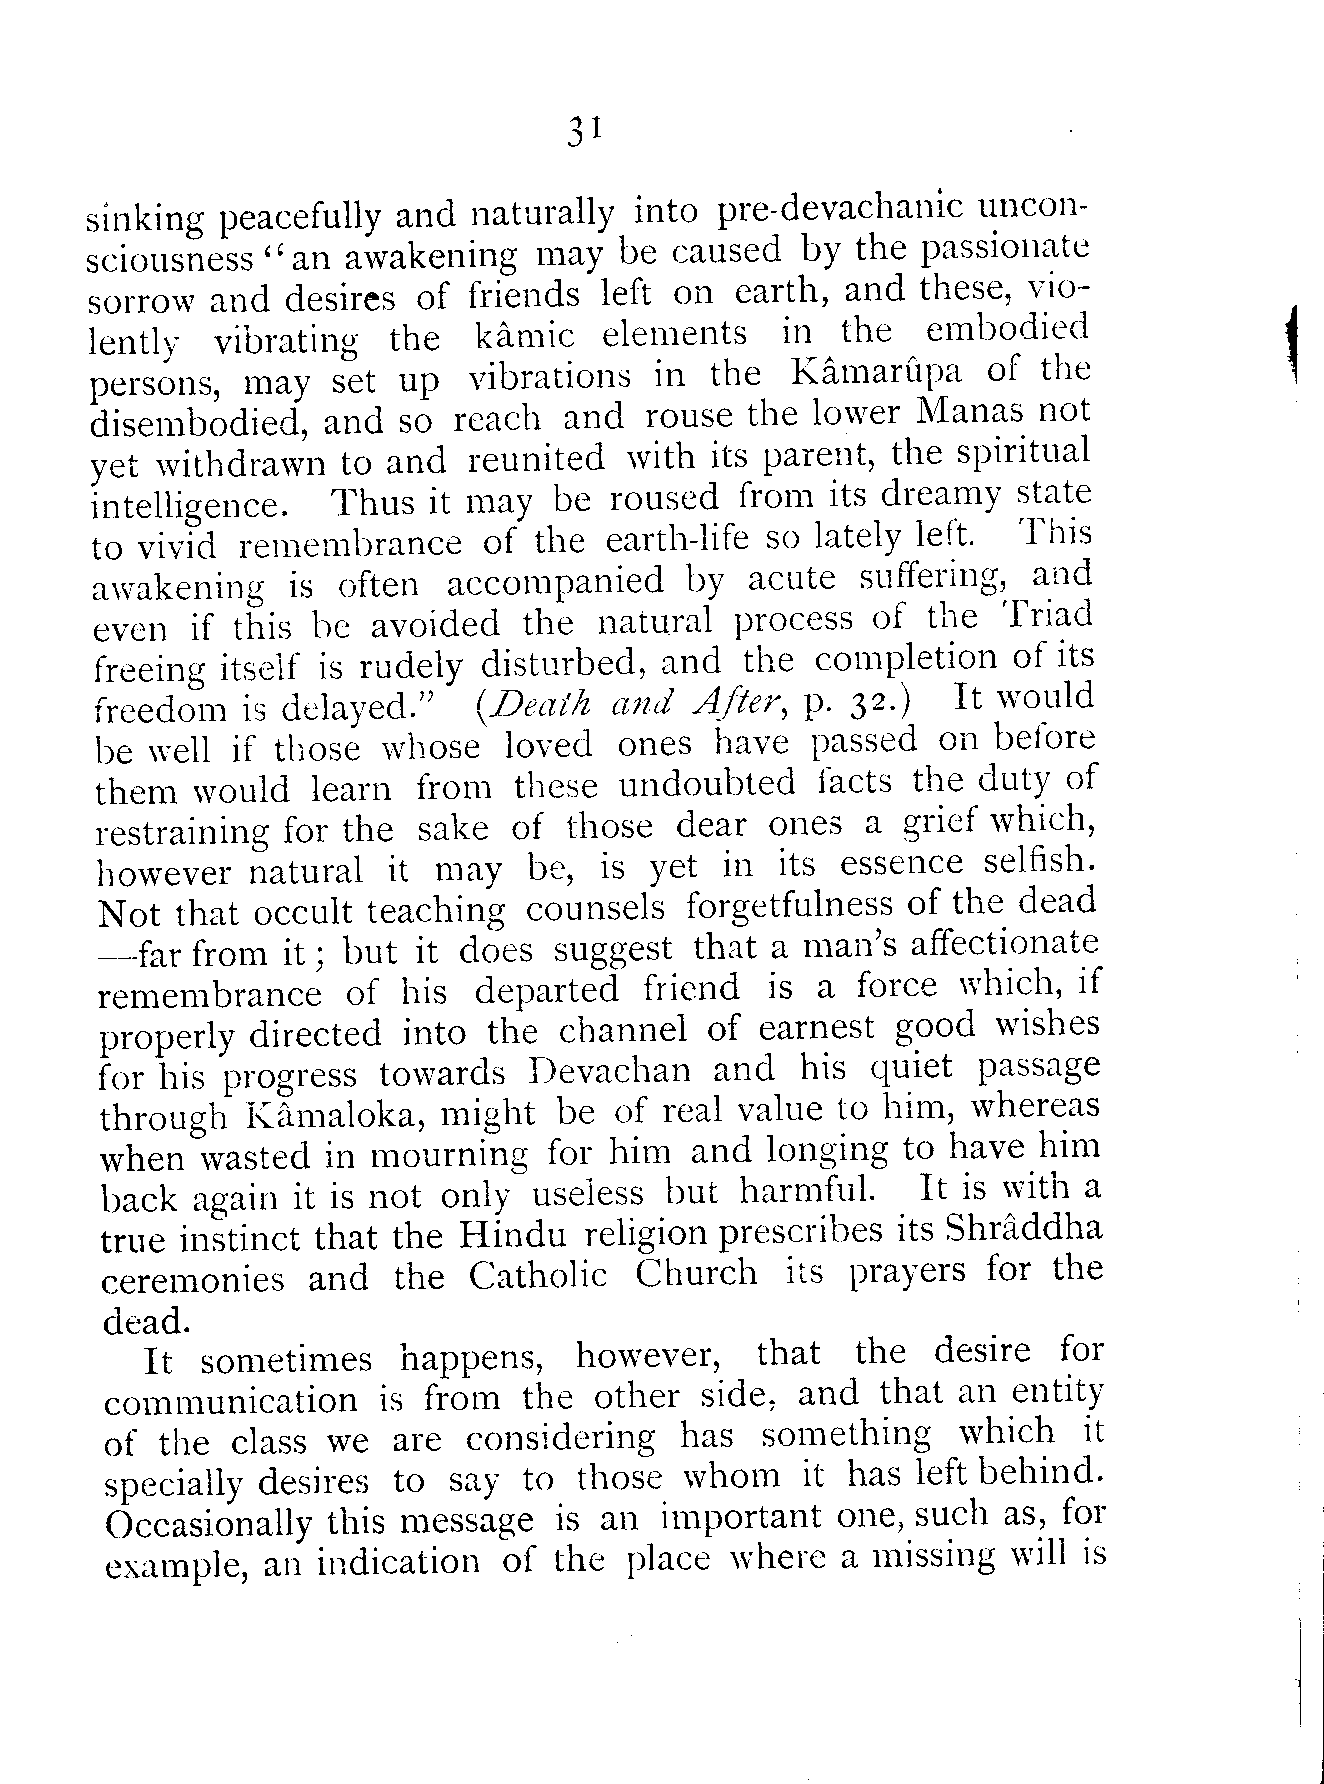 31
sinking peacefully and naturally into pre-devachanic uncon-
sciousness "an awakening may be caused by the passionate
sorrow and desires of friends left on earth, and these, vio-
lently vibrating the kâmic elements in the embodied
persons, may set up vibrations in the Kâmarûpa of the
disembodied, and so reach and rouse the lower Manas not
yet withdrawn to and reunited with its parent, the spiritual
intelligence. Thus it may be roused from its dreamy state
to vivid remembrance of the earth-life so lately left. This
awakening is often accompanied by acute suffering, and
even if this be avoided the natural process of the Triad
freeing itself is rudely disturbed, and the completion of its
freedom is delayed." (Death and After, p. 32.) It would
be well if those whose loved ones have passed on before
them would learn from these undoubted facts the duty of
restraining for the sake of those dear ones a grief which,
however natural it may be, is yet in its essence selfish.
Not that occult teaching counsels forgetfulness of the dead
—far from it ; but it does suggest that a man's affectionate
remembrance of his departed friend is a force which, if
properly directed into the channel of earnest good wishes
for his progress towards Devachan and his quiet passage
through Kâmaloka, might be of real value to him, whereas
when wasted in mourning for him and longing to have him
back again it is not only useless but harmful. It is with a
true instinct that the Hindu religion prescribes its Shrâddha
ceremonies and the Catholic Church its prayers for the
dead.
It sometimes happens, however, that the desire for
communication is from the other side, and that an entity
of the class we are considering has something which it
specially desires to say to those whom it has left behind.
Occasionally this message is an important one, such as, for
example, an indication of the place where a missing will is